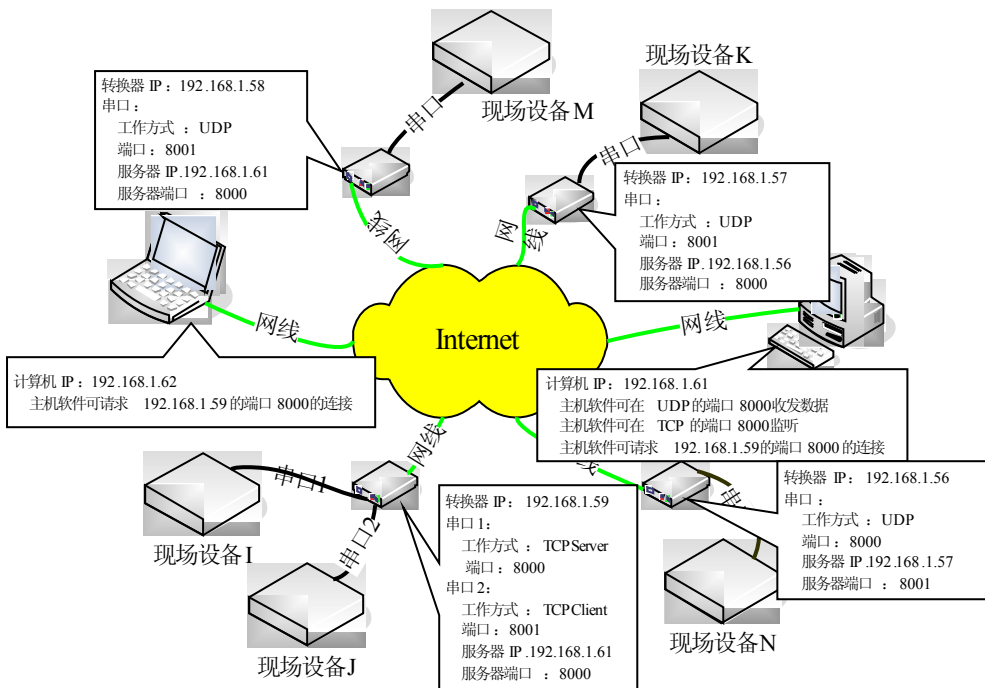 转换器 IP：192.168.1.58
串口：
工作方式 ：UDP
端口：8001
服务器 IP.192.168.1.61
服务器端口 ：8000
串口
现场设备M
现场设备K
串口
转换器 IP：192.168.1.57
串口：
工作方式 ：UDP
端口：8001
服务器 IP.192.168.1.56
服务器端口 ：8000
网线
网线
网线
Internet
网线
计算机 IP：192.168.1.62
主机软件可请求 192.168.1.59的端口 8000的连接
计算机 IP：192.168.1.61
主机软件可在 UDP的端口 8000收发数据
主机软件可在 TCP 的端口 8000监听
主机软件可请求 192.168.1.59的端口 8000 的连接
网线
线
串口1
现场设备I
串口2
现场设备J
转换器 IP：192.168.1.59
串口 1：
工作方式 ：TCPServer
端口：8000
串口 2：
工作方式 ：TCPClient
端口：8001
服务器 IP .192.168.1.61
服务器端口 ：8000
串
转换器 IP：192.168.1.56
串口：
工作方式 ：UDP
端口：8000
服务器 IP .192.168.1.57
服务器端口 ：8001
现场设备N